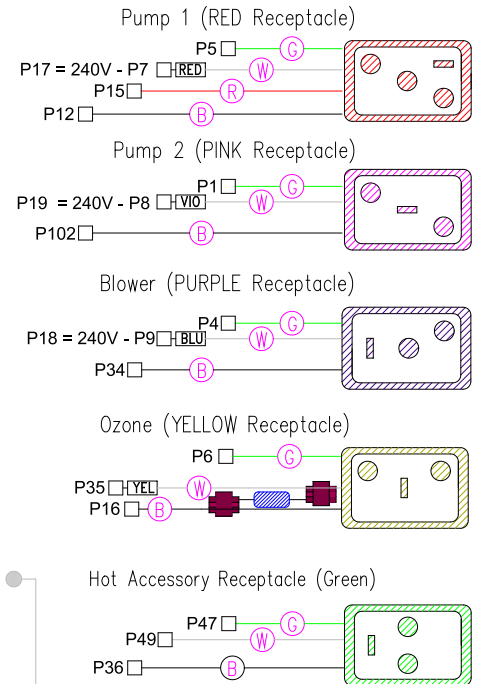 Pump 1 (RED Receptacle)
P5 G
P17 = 240V - P7 RED W
P15 R
P12 B
Pump 2 (PINK Receptacle)
P1 G
P19 = 240V - P8 VIO W
P102 B
Blower (PURPLE Receptacle)
P4 G
P18 = 240V - P9 BLU W
P34 B
Ozone (YELLOW Receptacle)
P6 G
P35 YEL W
P16 B
Hot Accessory Receptacle (Green)
P47 G
P49 W
P36 B